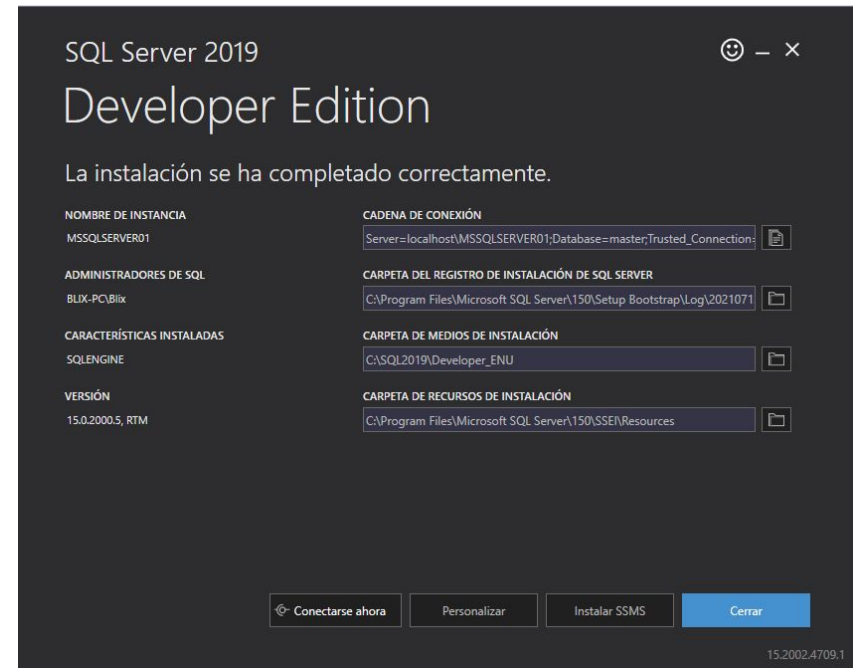 SQL Server 2019
Developer Edition
La instalación se ha completado correctamente.
NOMBRE DE INSTANCIA
MSSQLSERVER01
CADENA DE CONEXIÓN
Server=localhost\MSSQLSERVER01;Database=master;Trusted_Connection=
ADMINISTRADORES DE SQL
BLIX-PC\Blix
CARPETA DEL REGISTRO DE INSTALACIÓN DE SQL SERVER
C:\Program Files\Microsoft SQL Server\150\Setup Bootstrap\Log\2021071
CARACTERÍSTICAS INSTALADAS
SQLENGINE
CARPETA DE MEDIOS DE INSTALACIÓN
C:\SQL2019\Developer_ENU
VERSIÓN
15.0.2000.5, RTM
CARPETA DE RECURSOS DE INSTALACIÓN
C:\Program Files\Microsoft SQL Server\150\SSEI\Resources
Conectarse ahora
Personalizar
Instalar SSMS
Cerrar
15.2002.4709.1